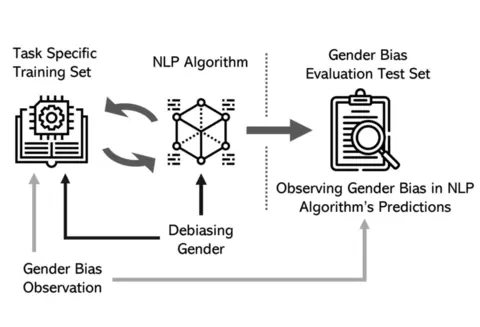 Task Specific
Training Set
NLP Algorithm
Gender Bias
Evaluation Test Set
Observing Gender Bias in NLP
Algorithm's Predictions
Debiasing
Gender
Gender Bias
Observation